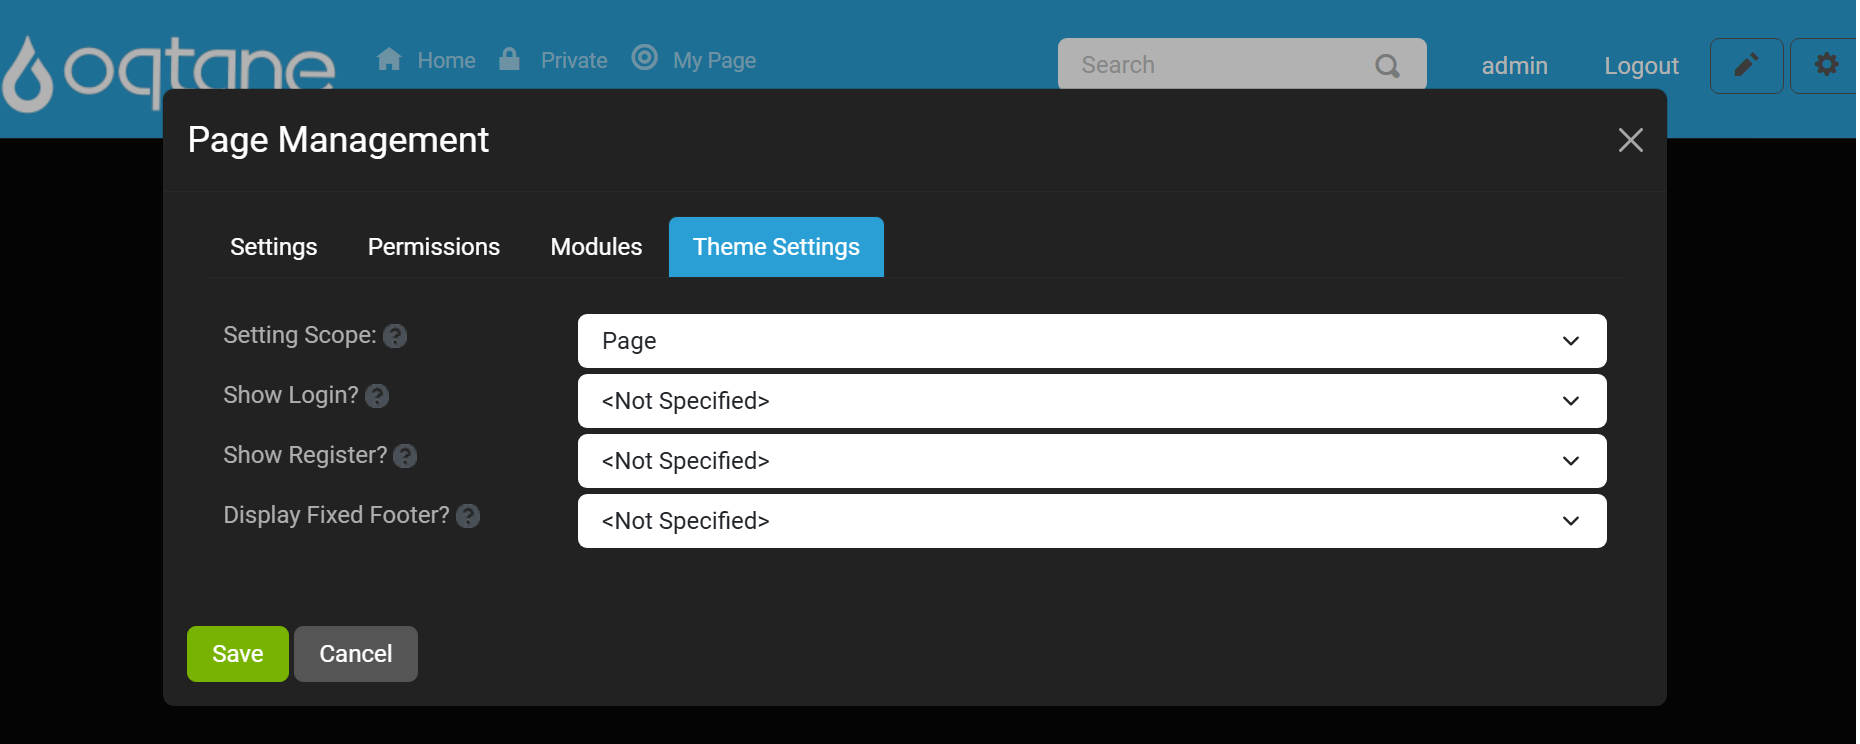 oqtane
Home Private My Page
Search
admin Logout
Page Management
Settings Permissions Modules Theme Settings
Setting Scope: ? Page
Show Login? ? <Not Specified>
Show Register? ? <Not Specified>
Display Fixed Footer? ? <Not Specified>
Save Cancel